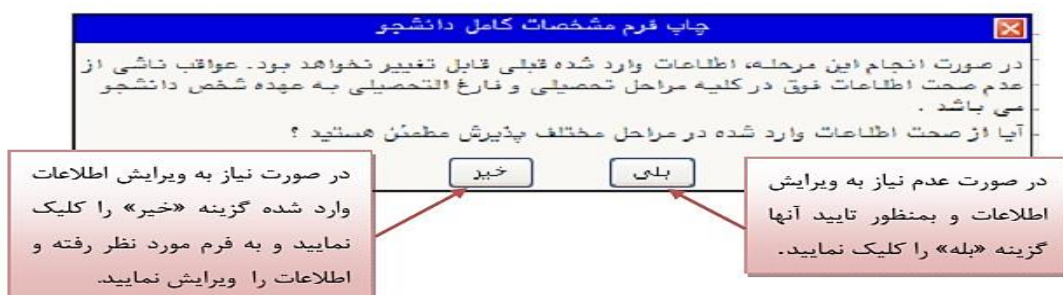 چاپ فرم مشخصات کامل دانشجو
در صورت انجام این مرحله، اطلاعات وارد شده قبلی قابل تغییر نخواهد بود. عواقب ناشی از
عدم صحت اطلاعات فوق در کلیه مراحل تحصیلی و فارغ التحصیلی به عهده شخص دانشجو
می باشد .
آیا از صحت اطلاعات وارد شده در مراحل مختلف پذیرش مطمئن هستید ؟
بلی
خیر
در صورت عدم نیاز به ویرایش
اطلاعات و بمنظور تایید آنها
گزینه «بله» را کلیک نمایید.
در صورت نیاز به ویرایش اطلاعات
وارد شده گزینه «خیر» را کلیک
نمایید و به فرم مورد نظر رفته و
اطلاعات را ویرایش نمایید.